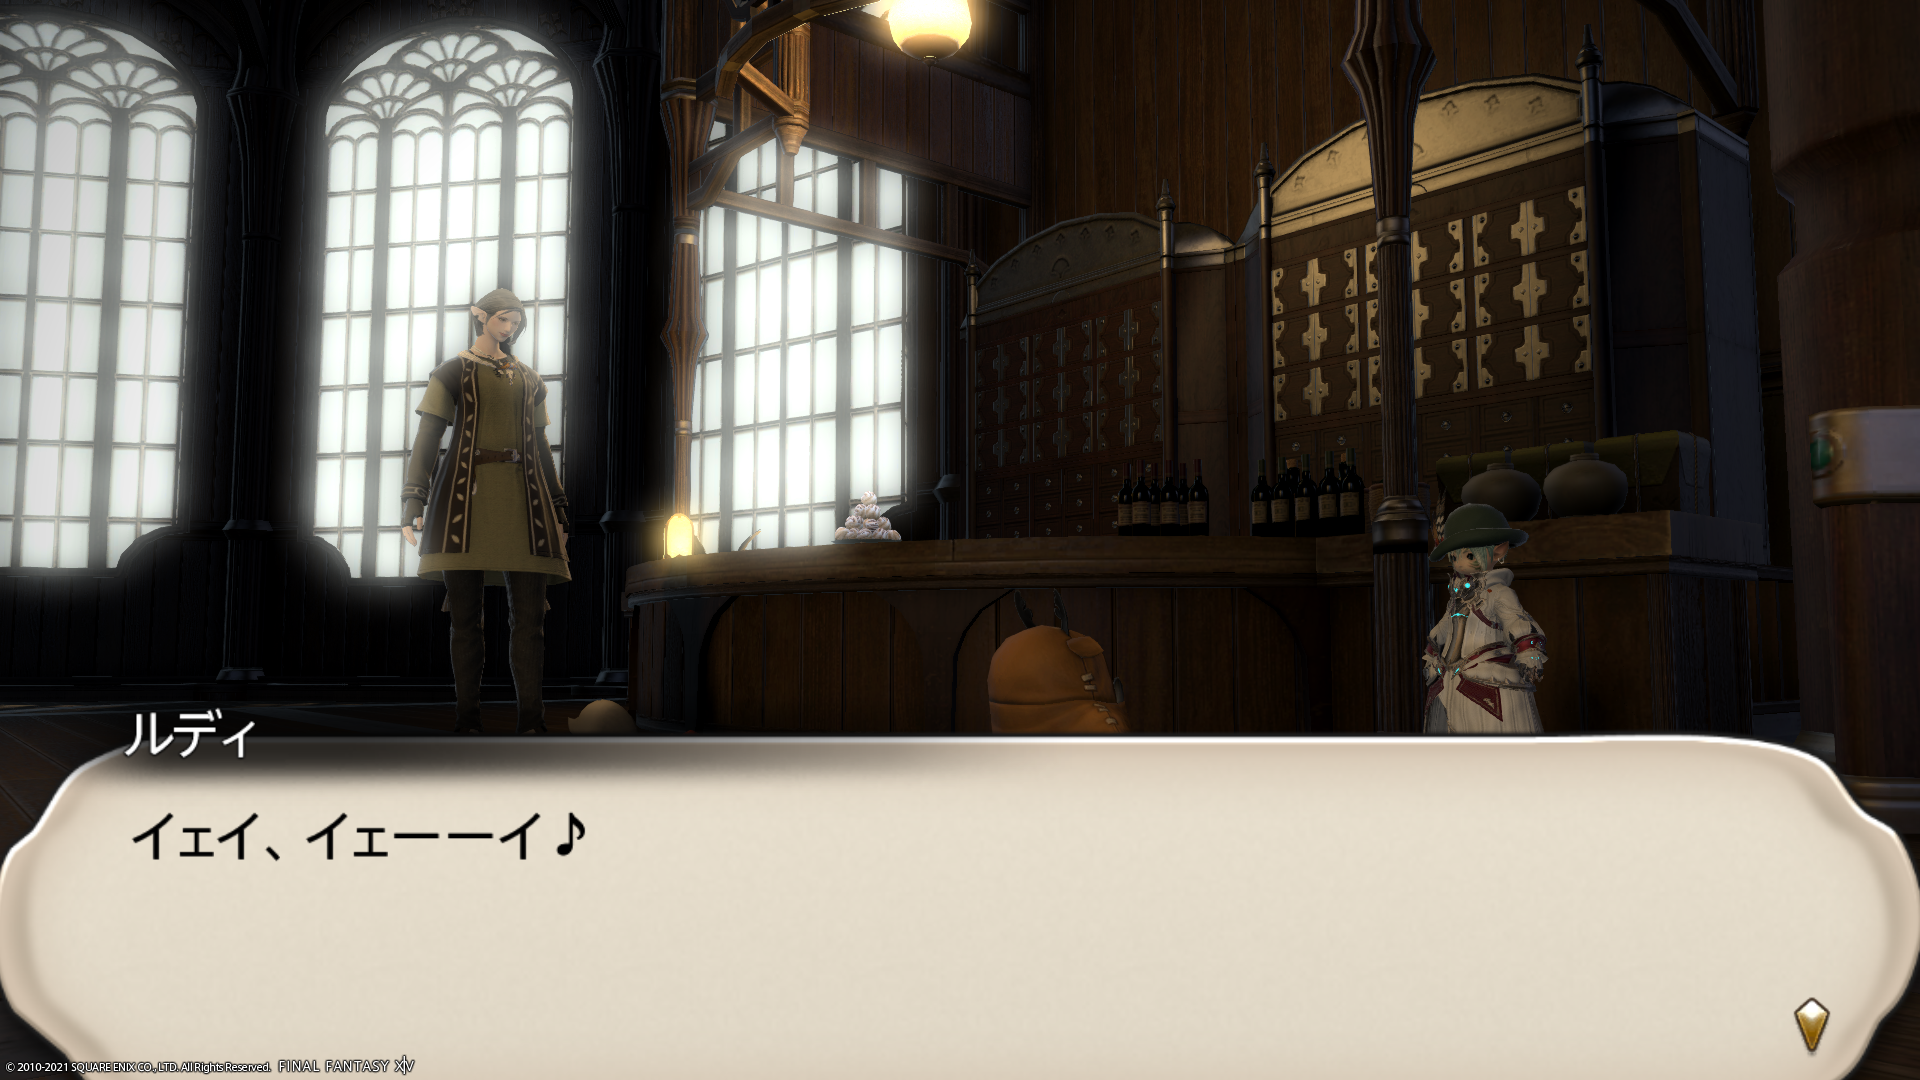 ルディ
イェイ、イェーーイ♪
© 2010-2021 SQUARE ENIX CO., LTD. All Rights Reserved. FINAL FANTASY XIV